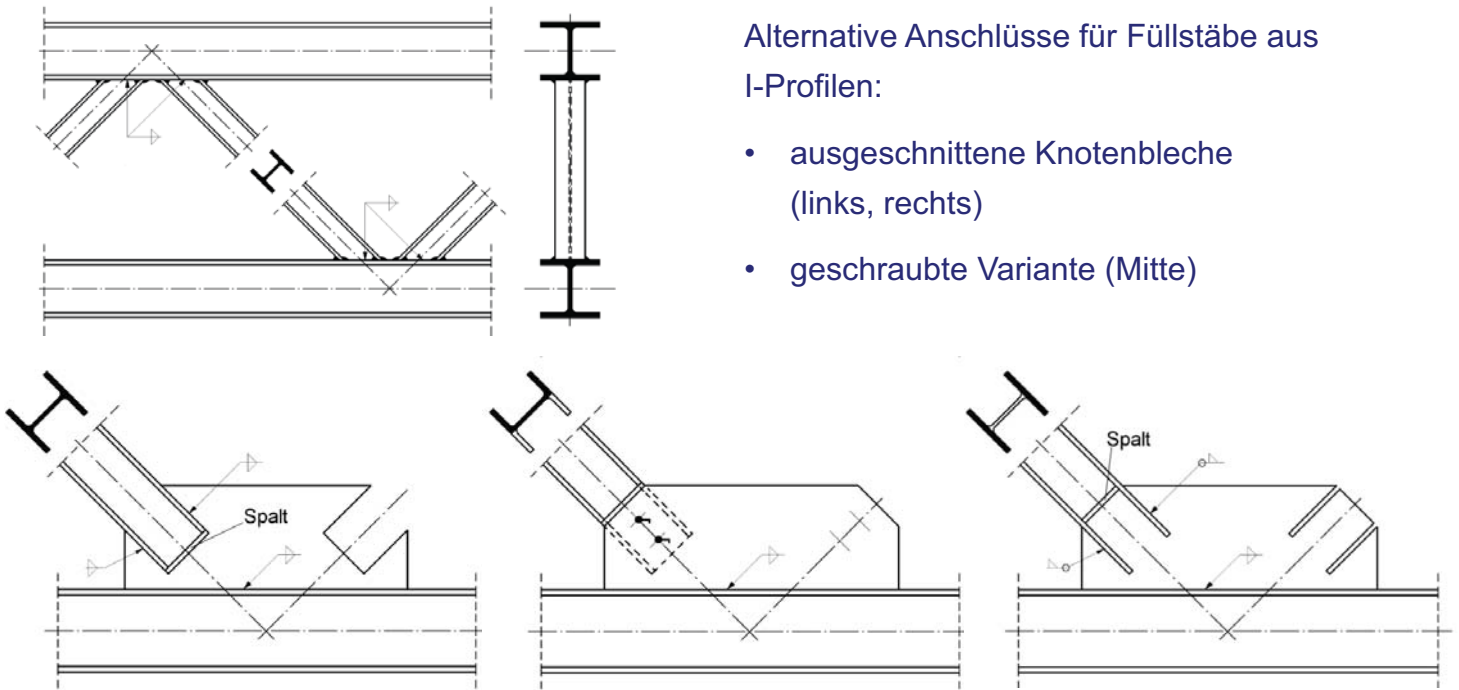 Alternative Anschlüsse für Füllstäbe aus
I-Profilen:
• ausgeschnittene Knotenbleche
(links, rechts)
• geschraubte Variante (Mitte)
Spalt
Spalt